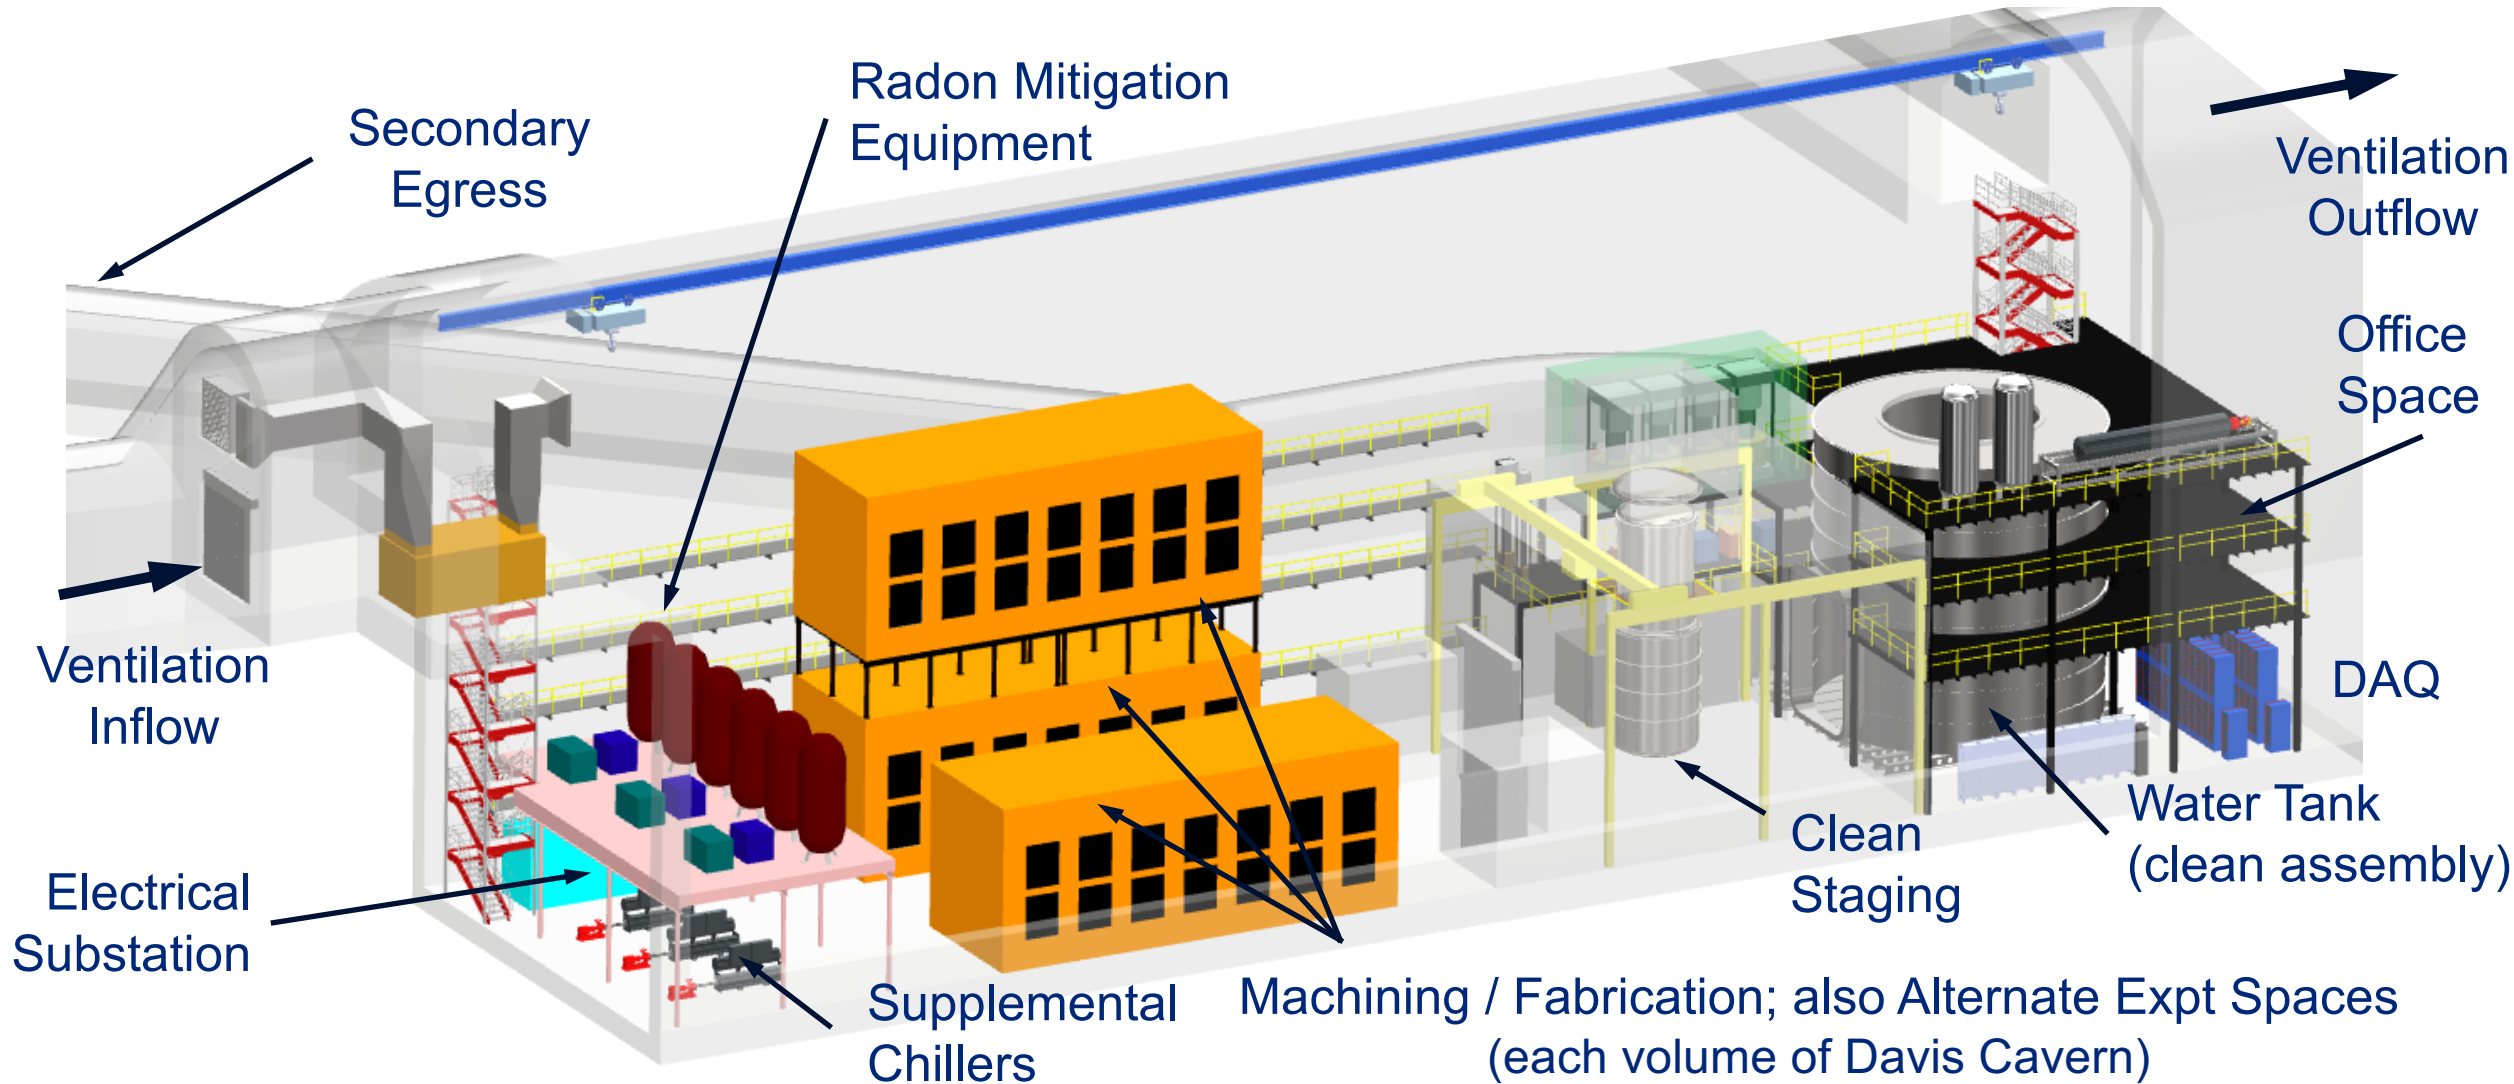 Radon Mitigation
Equipment
Secondary
Egress
Ventilation
Outflow
Office
Space
Ventilation
Inflow
DAQ
Water Tank
(clean assembly)
Clean
Staging
Electrical
Substation
Supplemental
Chillers
Machining / Fabrication; also Alternate Expt Spaces
(each volume of Davis Cavern)